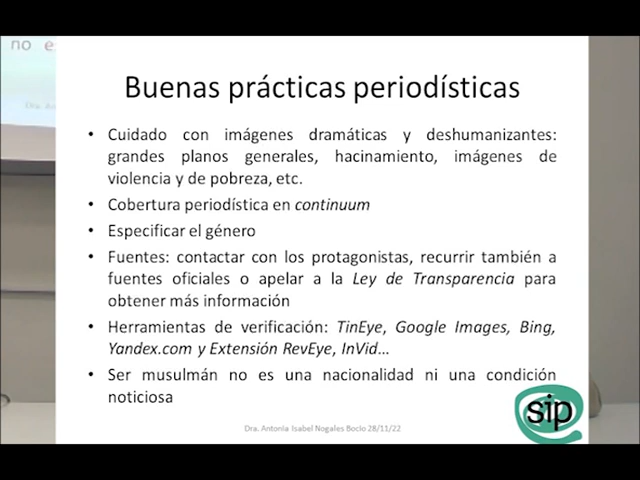 no e
Buenas prácticas periodísticas
• Cuidado con imágenes dramáticas y deshumanizantes:
grandes planos generales, hacinamiento, imágenes de
violencia y de pobreza, etc.
• Cobertura periodística en continuum
• Especificar el género
• Fuentes: contactar con los protagonistas, recurrir también a
fuentes oficiales o apelar a la Ley de Transparencia para
obtener más información
• Herramientas de verificación: TinEye, Google Images, Bing,
Yandex.com y Extensión RevEye, InVid...
• Ser musulmán no es una nacionalidad ni una condición
noticiosa
sip
Dra. Antonia Isabel Nogales Bocio 28/11/22